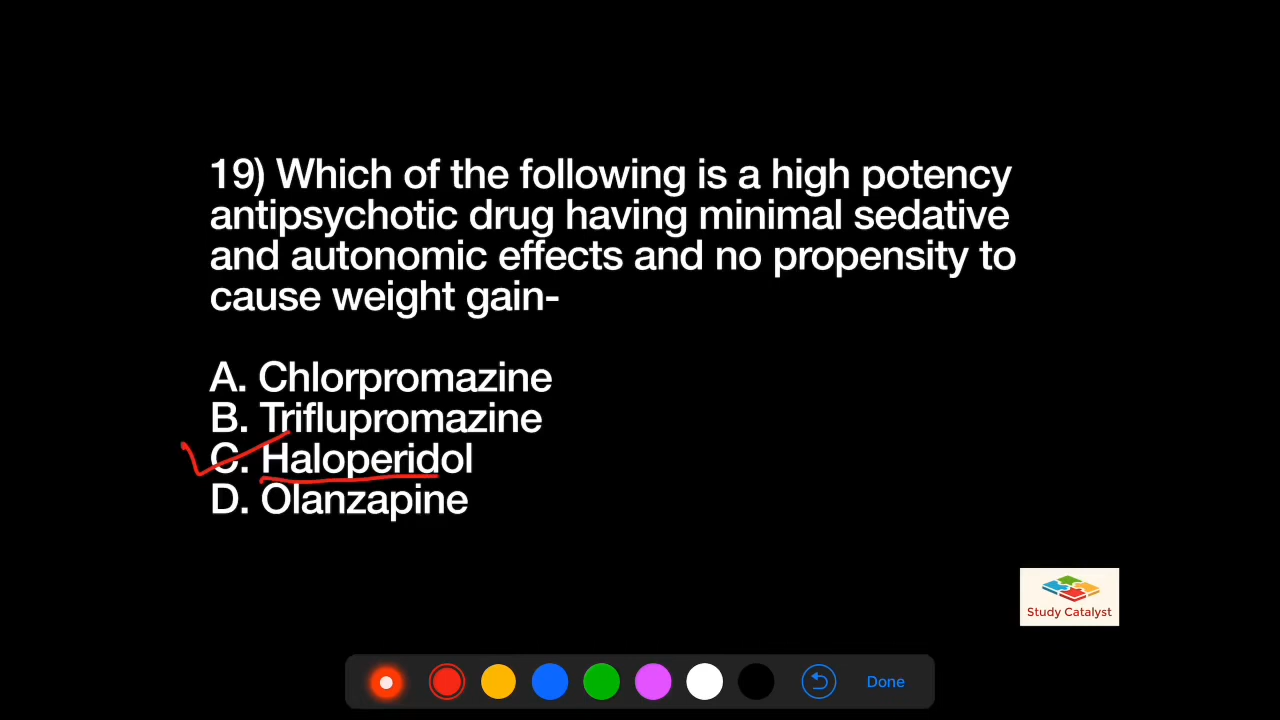 19) Which of the following is a high potency
antipsychotic drug having minimal sedative
and autonomic effects and no propensity to
cause weight gain-
A. Chlorpromazine
B. Triflupromazine
C. Haloperidol
D. Olanzapine
Study Catalyst
Done